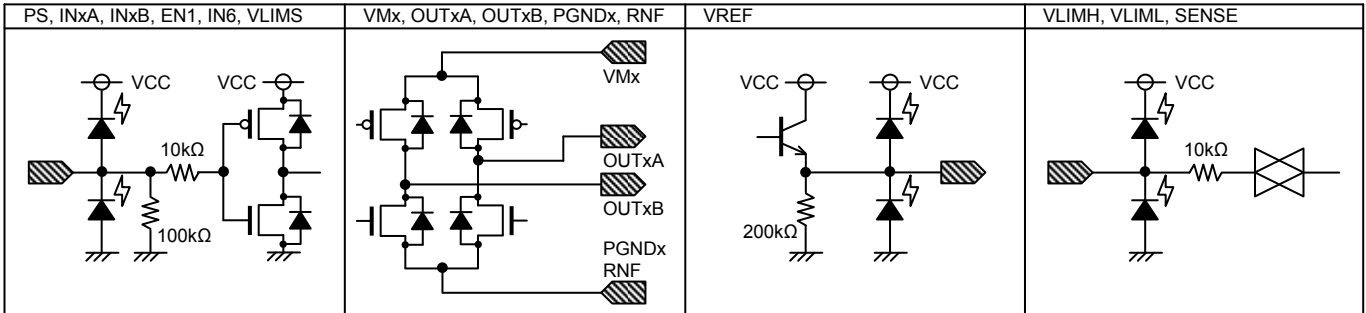 PS, INxA, INxB, EN1, IN6, VLIMS
VMx, OUTxA, OUTxB, PGNDx, RNF
VREF
VLIMH, VLIML, SENSE
VCC
VCC
10kΩ
100kΩ
VMx
OUTxA
OUTxB
PGNDx
RNF
VCC
VCC
200kΩ
VCC
10kΩ